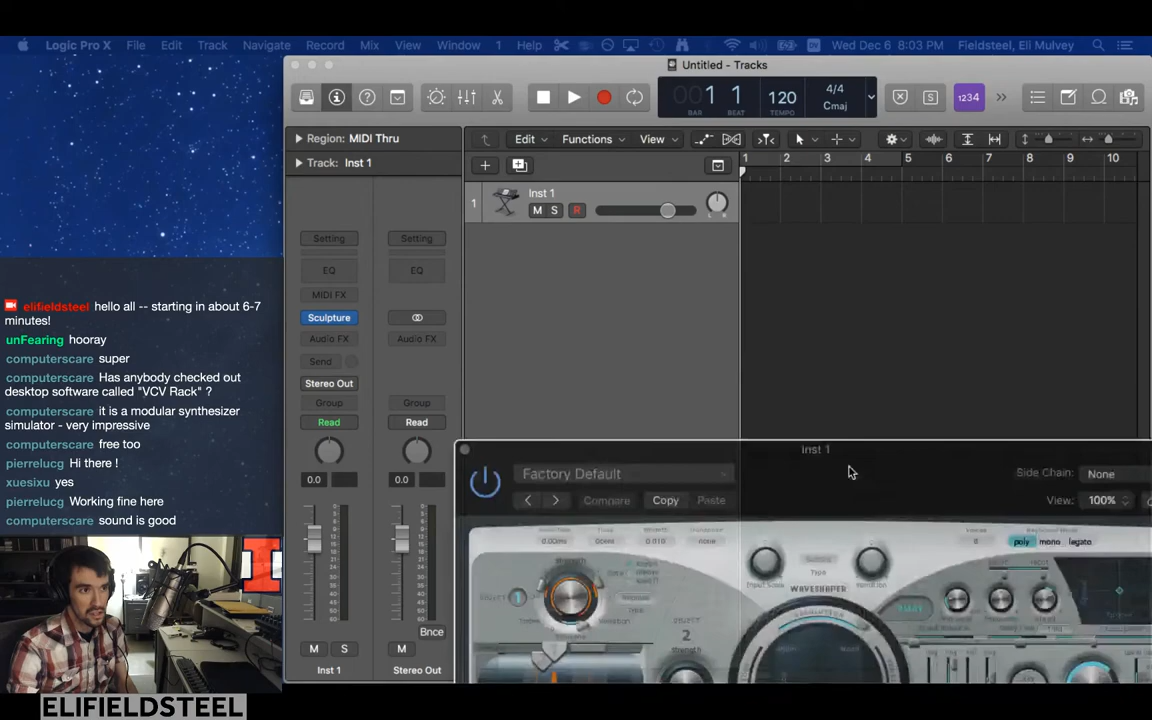 Logic Pro X File Edit Track Navigate Record Mix View Window 1 Help Wed Dec 6 8:03 PM Fieldsteel, Eli Mulvey
Untitled - Tracks
1 1 120 4/4
Cmaj
BAR BEAT TEMPO
1234
Region: MIDI Thru
Track: Inst 1
Edit Functions View
1 2 3 4 5 6 7 8 9 10
1 Inst 1
M S R
Setting Setting
EQ EQ
MIDI FX
Sculpture
Audio FX Audio FX
Send
Stereo Out
Group Group
Read Read
0.0 0.0
Bnce
M S M
Inst 1 Stereo Out
Inst 1
Factory Default
Side Chain: None
Compare Copy Paste
View: 100%
poly mono legato
Type
Variation
WAVESHAPER
2
elifieldsteel hello all -- starting in about 6-7
minutes!
unFearing hooray
computerscare super
computerscare Has anybody checked out
desktop software called "VCV Rack" ?
computerscare it is a modular synthesizer
simulator - very impressive
computerscare free too
pierrelucg Hi there !
xuesixu yes
pierrelucg Working fine here
computerscare sound is good
ELIFIELDSTEEL